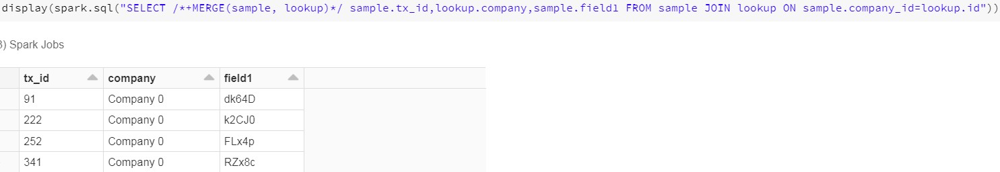 display(spark.sql("SELECT /*+MERGE(sample, lookup)*/ sample.tx_id,lookup.company,sample.field1 FROM sample JOIN lookup ON sample.company_id=lookup.id"))
3) Spark Jobs
tx_id company field1
91 Company 0 dk64D
222 Company 0 k2CJ0
252 Company 0 FLx4p
341 Company 0 RZx8c